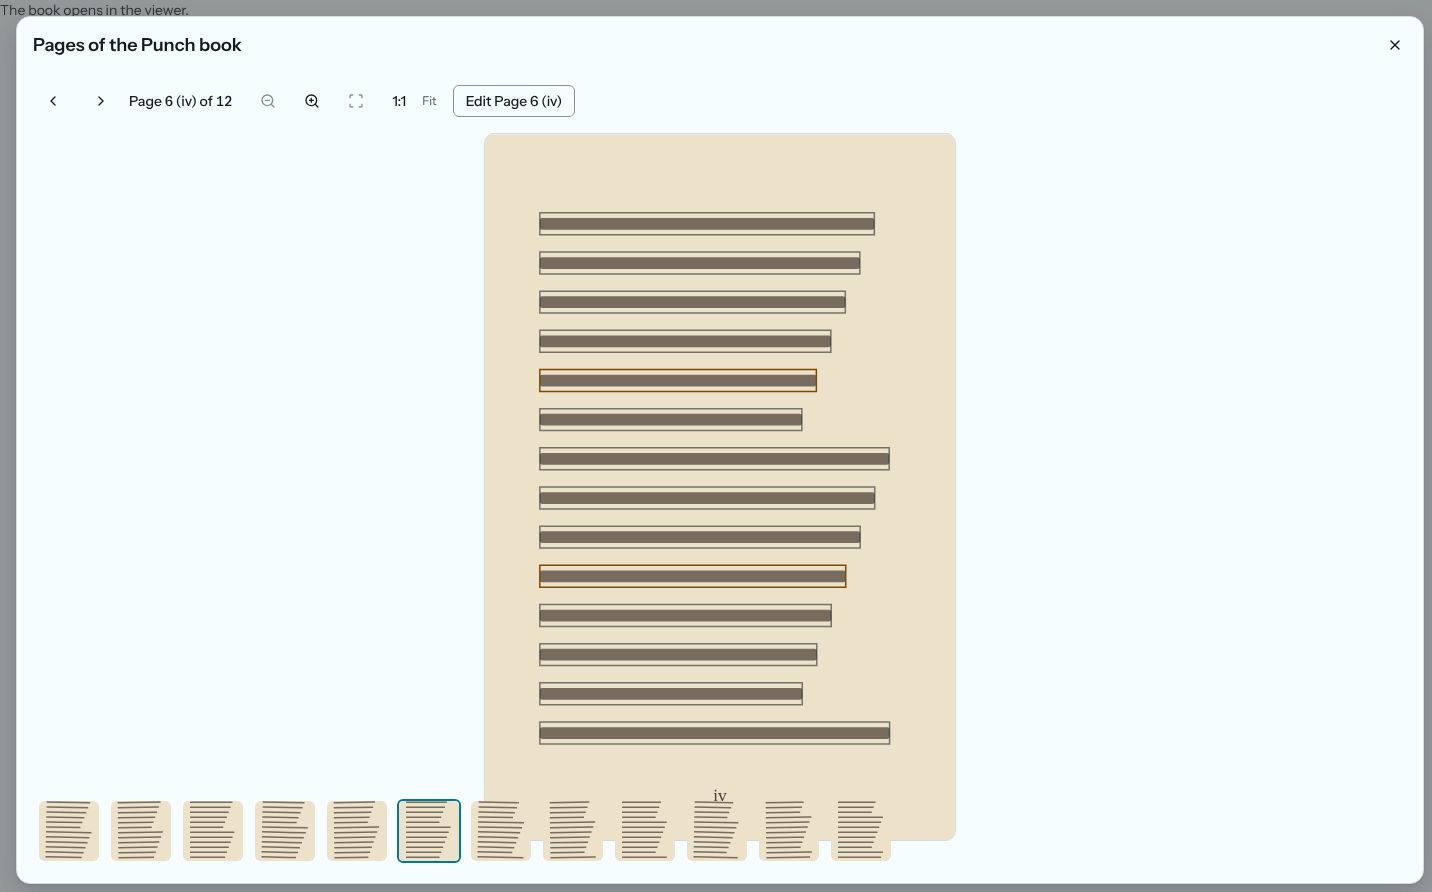 The book opens in the viewer.
Pages of the Punch book
Page 6 (iv) of 12
1:1
Fit
Edit Page 6 (iv)
iv